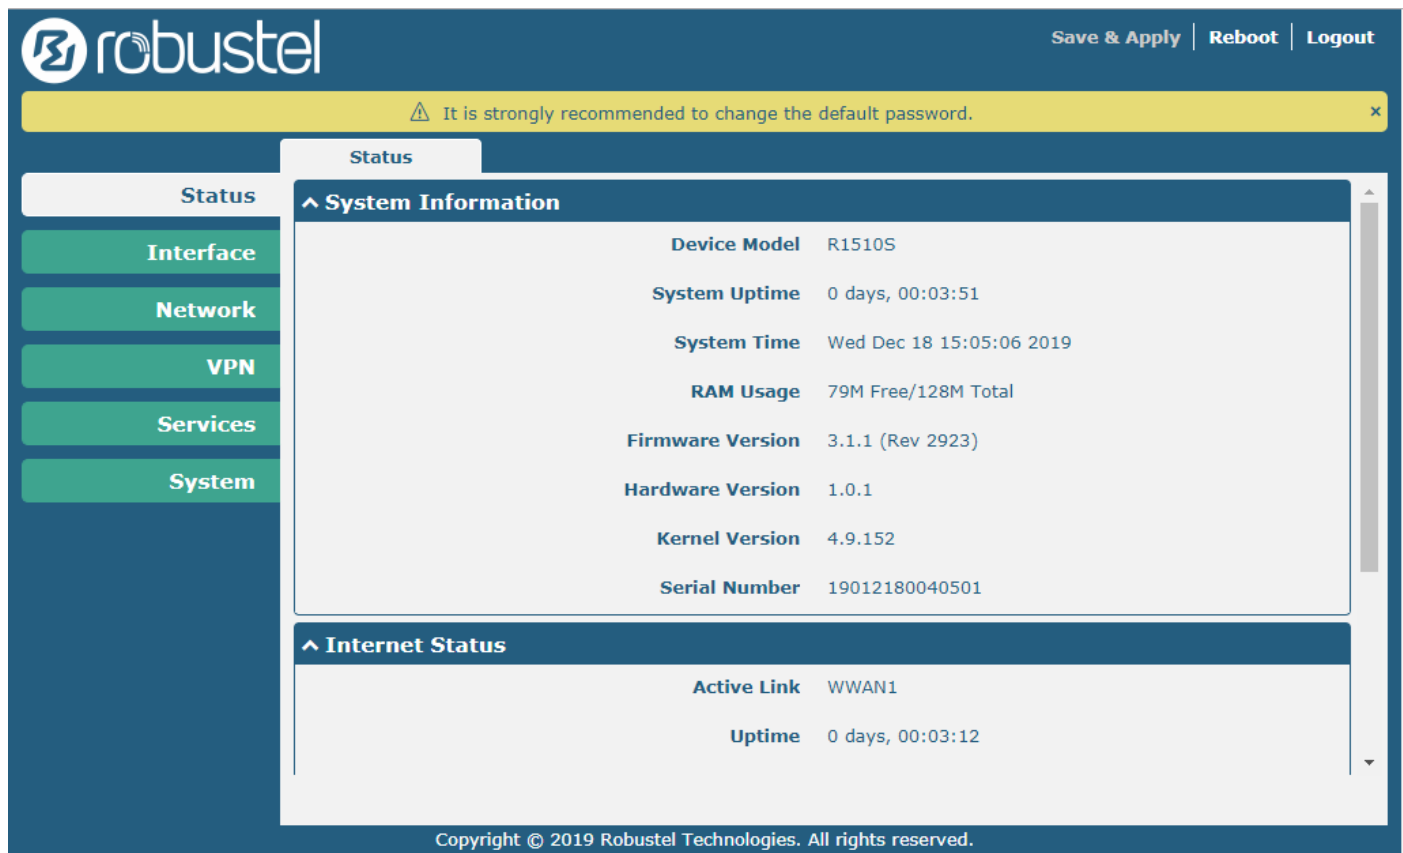 robustel
Save & Apply | Reboot | Logout
⚠ It is strongly recommended to change the default password. ×
Status
Status
Interface
Network
VPN
Services
System
System Information
Device Model R1510S
System Uptime 0 days, 00:03:51
System Time Wed Dec 18 15:05:06 2019
RAM Usage 79M Free/128M Total
Firmware Version 3.1.1 (Rev 2923)
Hardware Version 1.0.1
Kernel Version 4.9.152
Serial Number 19012180040501
Internet Status
Active Link WWAN1
Uptime 0 days, 00:03:12
Copyright © 2019 Robustel Technologies. All rights reserved.